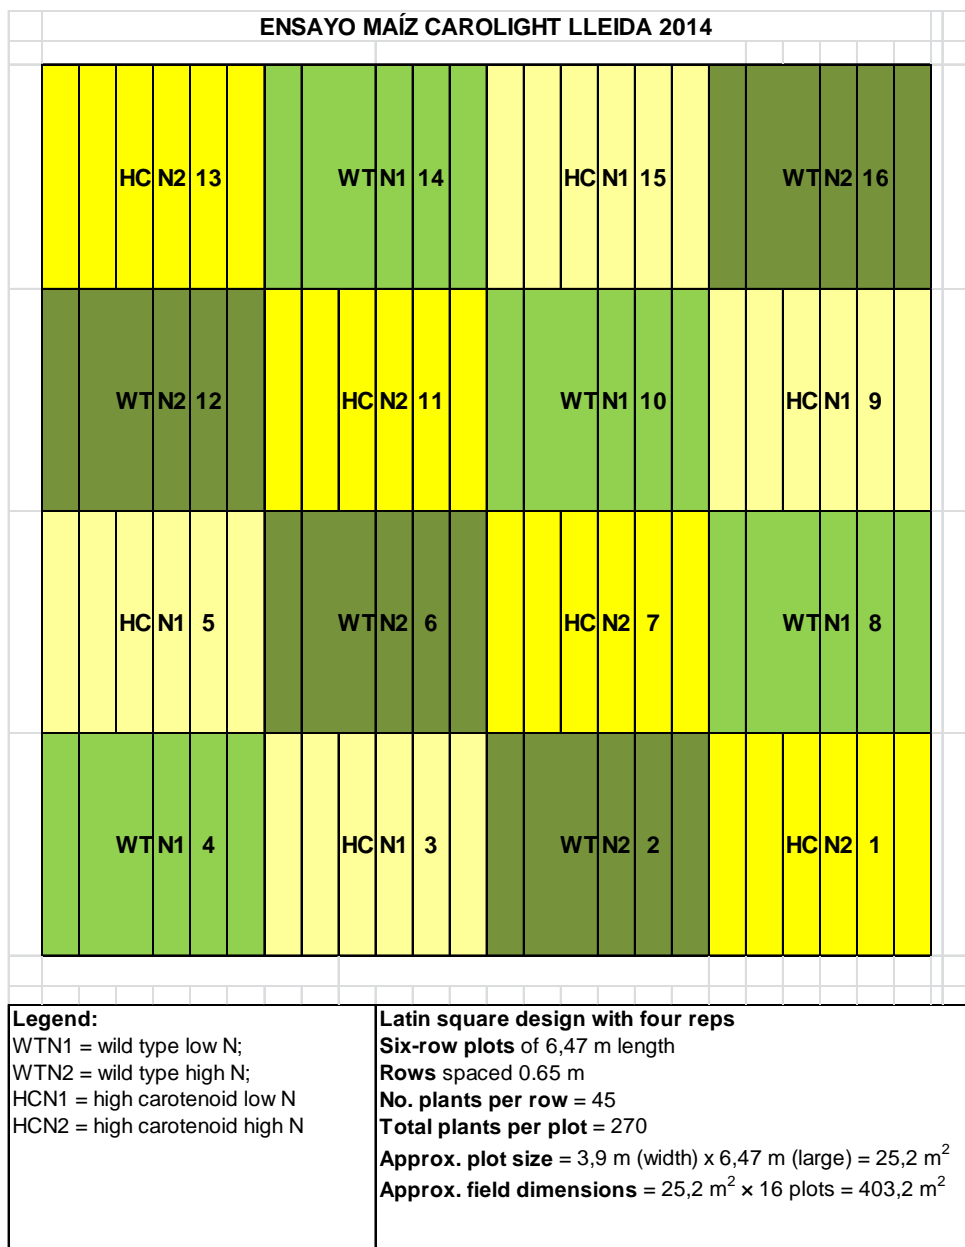 ENSAYO MAÍZ CAROLIGHT LLEIDA 2014
HC N2 13 WT N1 14 HC N1 15 WT N2 16
WT N2 12 HC N2 11 WT N1 10 HC N1 9
HC N1 5 WT N2 6 HC N2 7 WT N1 8
WT N1 4 HC N1 3 WT N2 2 HC N2 1
Legend:
WTN1 = wild type low N;
WTN2 = wild type high N;
HCN1 = high carotenoid low N
HCN2 = high carotenoid high N
Latin square design with four reps
Six-row plots of 6,47 m length
Rows spaced 0.65 m
No. plants per row = 45
Total plants per plot = 270
Approx. plot size = 3,9 m (width) x 6,47 m (large) = 25,2 m²
Approx. field dimensions = 25,2 m² × 16 plots = 403,2 m²